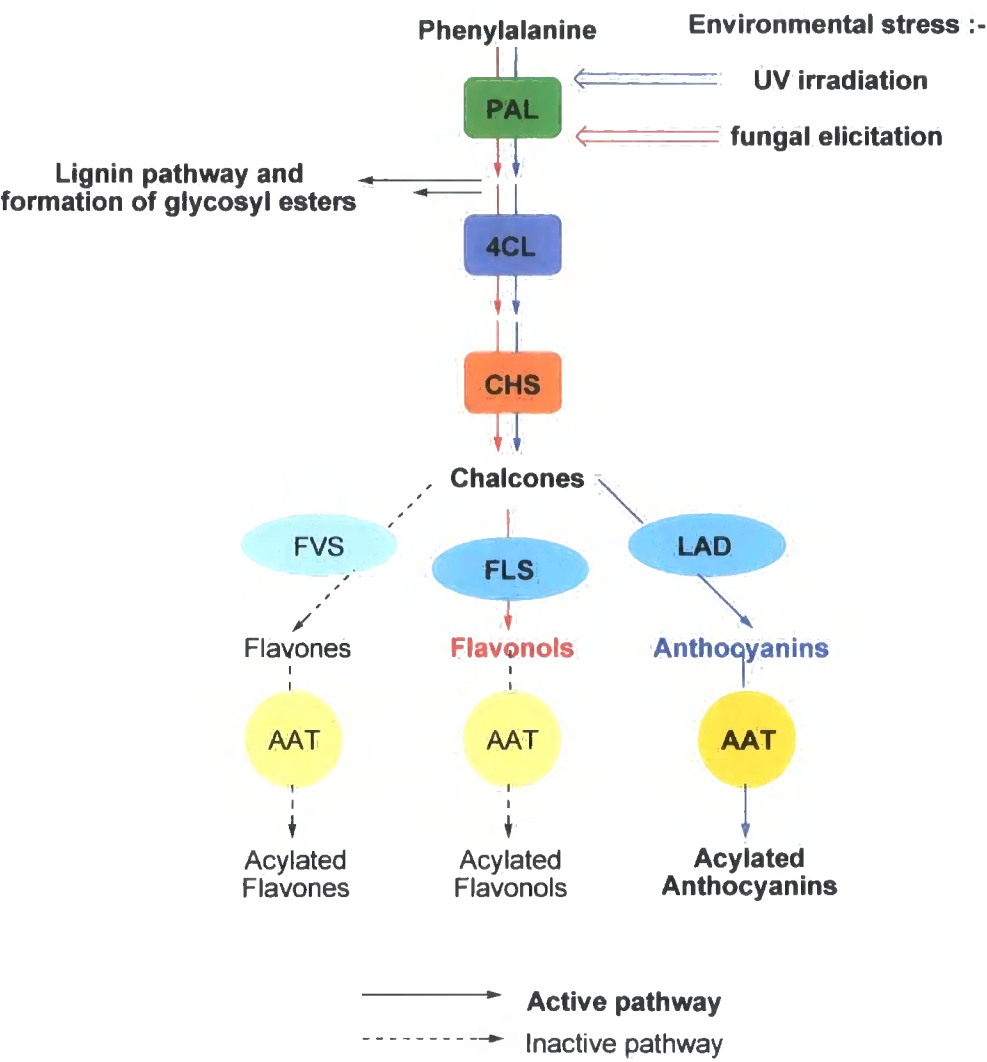 Phenylalanine
Environmental stress :-
UV irradiation
PAL
fungal elicitation
Lignin pathway and
formation of glycosyl esters
4CL
CHS
Chalcones
FVS
FLS
LAD
Flavones
Flavonols
Anthocyanins
AAT
AAT
AAT
Acylated
Flavones
Acylated
Flavonols
Acylated
Anthocyanins
Active pathway
Inactive pathway